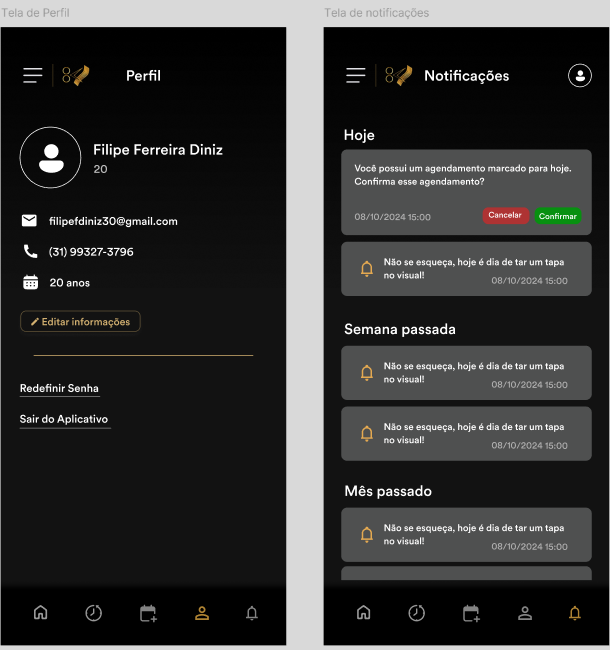 Tela de Perfil
Perfil
Filipe Ferreira Diniz
20
filipefdiniz30@gmail.com
(31) 99327-3796
20 anos
Editar informações
Redefinir Senha
Sair do Aplicativo
Tela de notificações
Notificações
Hoje
Você possui um agendamento marcado para hoje.
Confirma esse agendamento?
08/10/2024 15:00
Cancelar
Confirmar
Não se esqueça, hoje é dia de tar um tapa
no visual!
08/10/2024 15:00
Semana passada
Não se esqueça, hoje é dia de tar um tapa
no visual!
08/10/2024 15:00
Não se esqueça, hoje é dia de tar um tapa
no visual!
08/10/2024 15:00
Mês passado
Não se esqueça, hoje é dia de tar um tapa
no visual!
08/10/2024 15:00